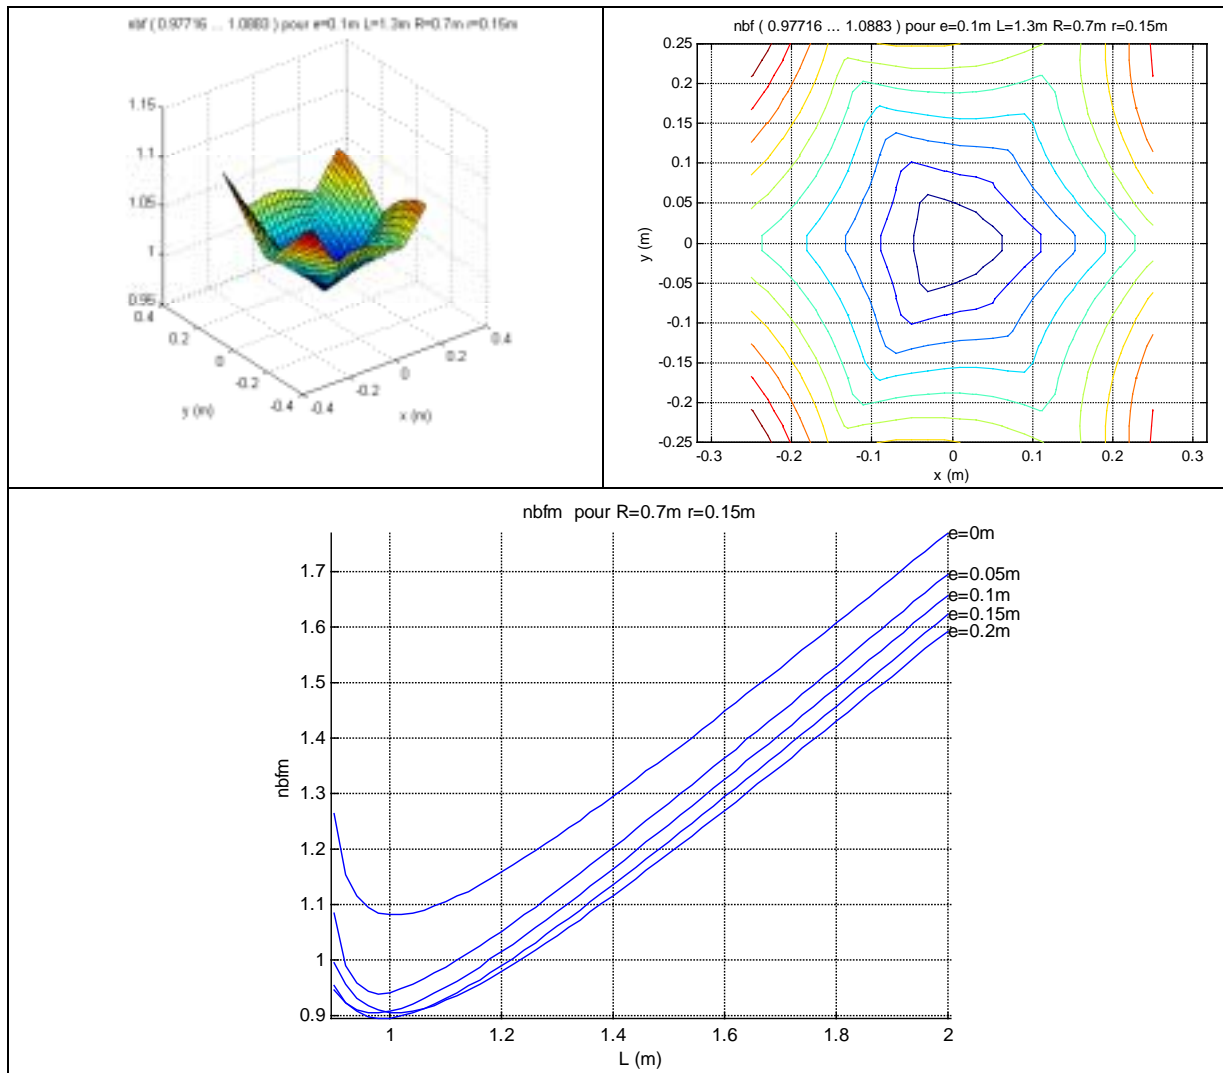 nbf ( 0.97716 ... 1.0883 ) pour e=0.1m L=1.3m R=0.7m r=0.15m
1.15
1.1
1.05
1
0.95
0.4
0.2
0
-0.2
-0.4
y (m)
-0.4
-0.2
0
0.2
0.4
x (m)
nbf ( 0.97716 ... 1.0883 ) pour e=0.1m L=1.3m R=0.7m r=0.15m
0.25
0.2
0.15
0.1
0.05
0
-0.05
-0.1
-0.15
-0.2
-0.25
y (m)
-0.3 -0.2 -0.1 0 0.1 0.2 0.3
x (m)
nbfm pour R=0.7m r=0.15m
e=0m
e=0.05m
e=0.1m
e=0.15m
e=0.2m
1.7
1.6
1.5
1.4
1.3
1.2
1.1
1
0.9
nbfm
1 1.2 1.4 1.6 1.8 2
L (m)